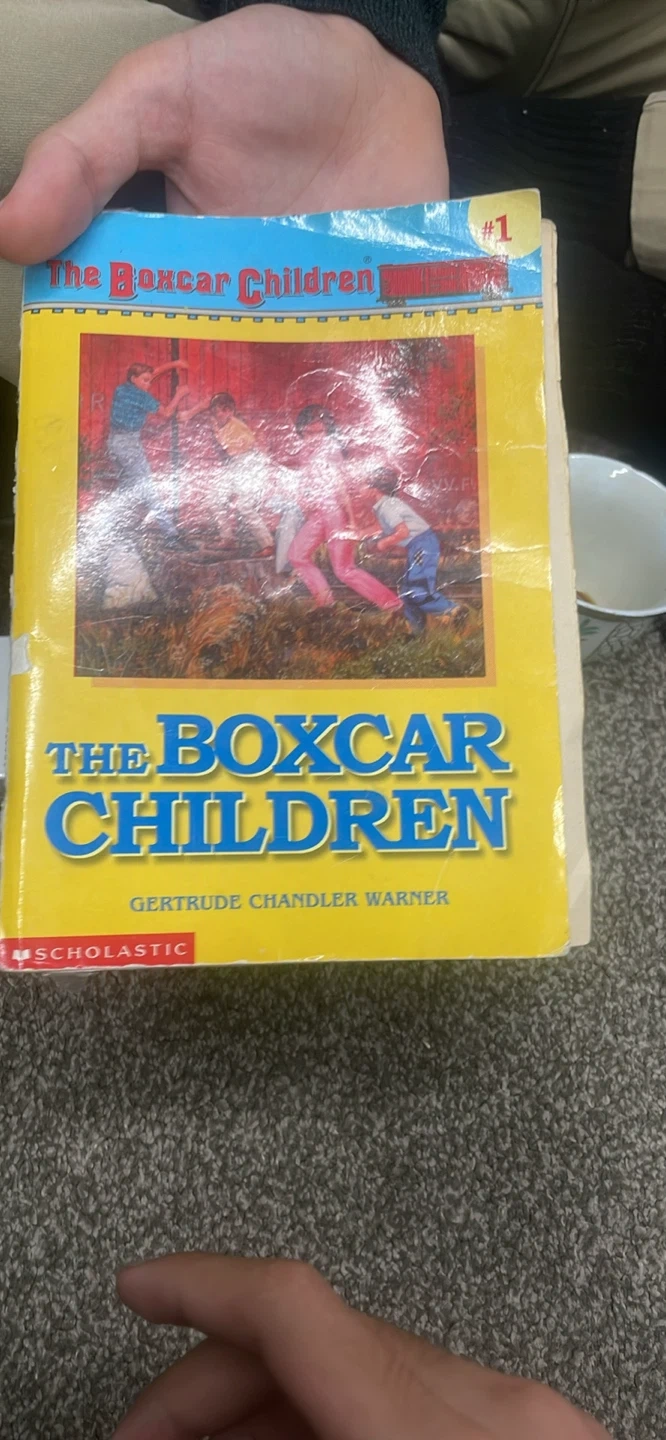 #1
The Boxcar Children®
THE BOXCAR
CHILDREN
GERTRUDE CHANDLER WARNER
SCHOLASTIC